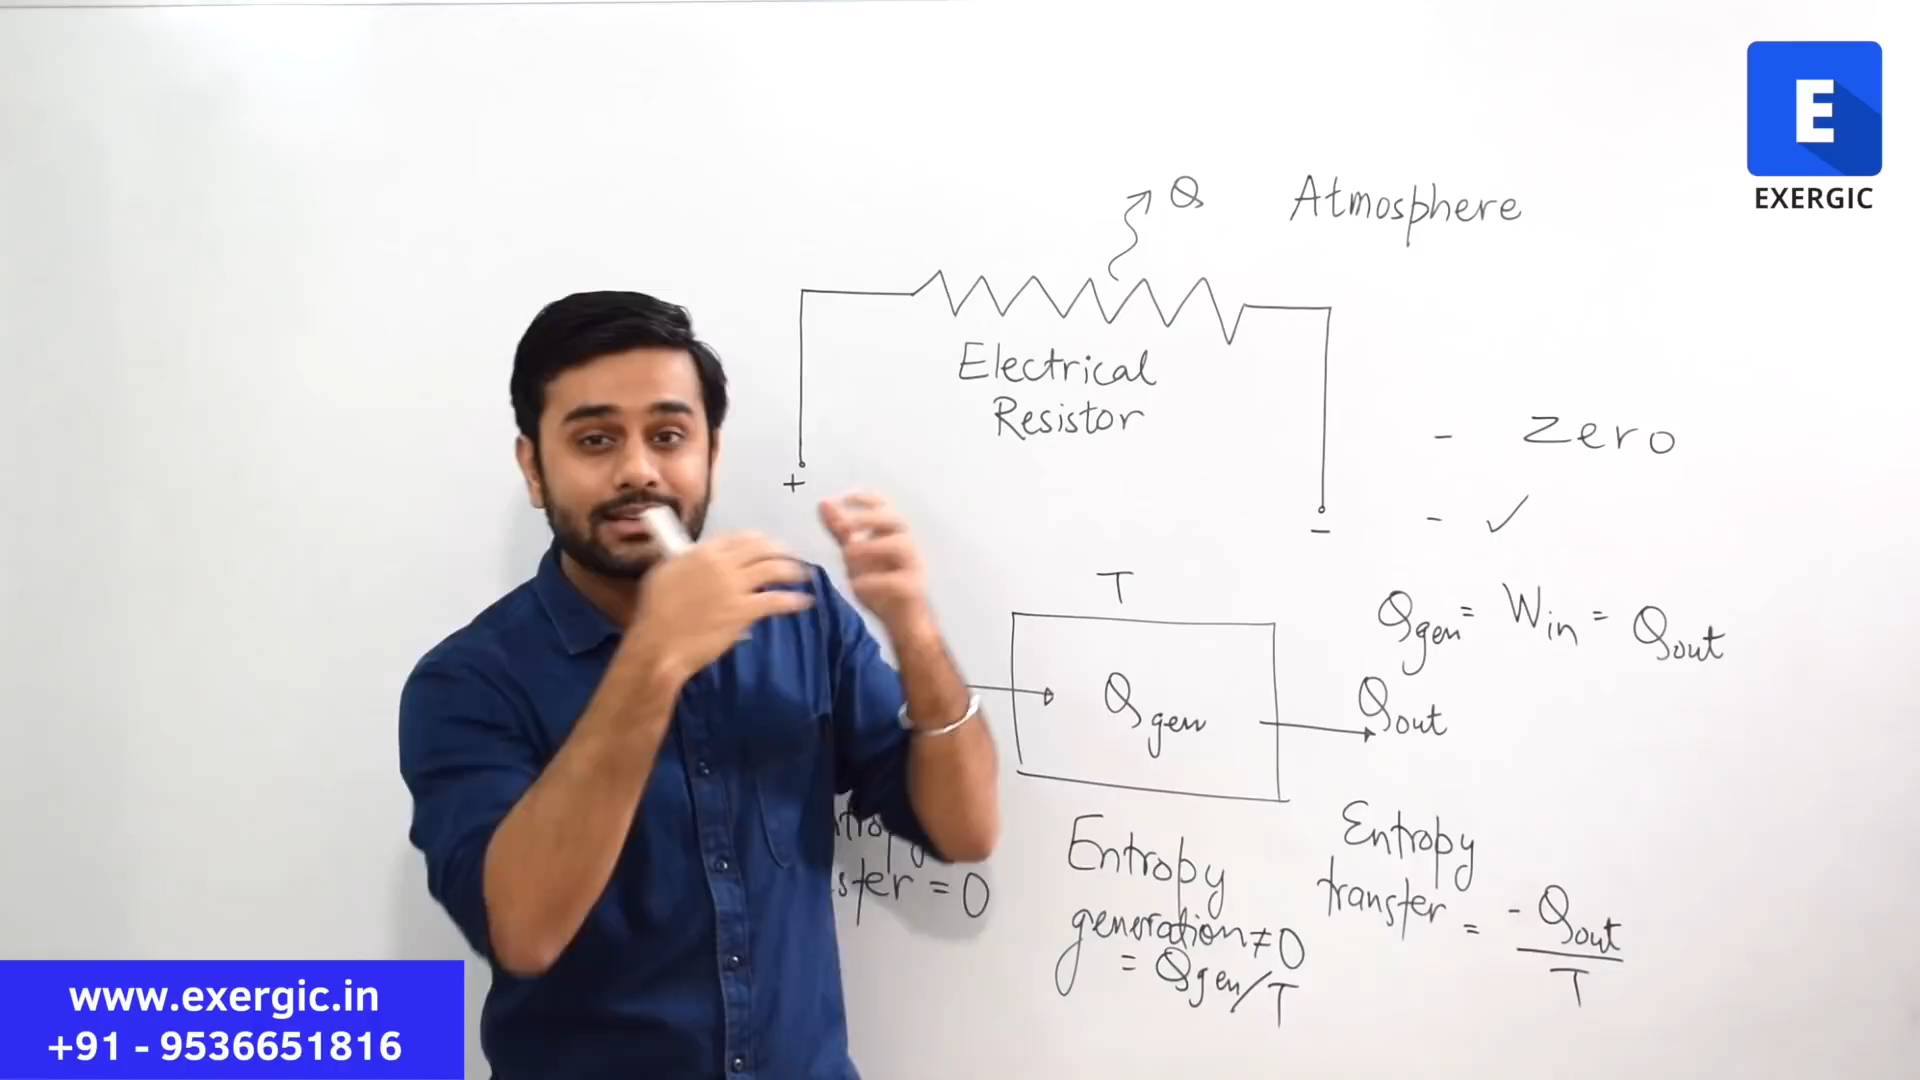 E
EXERGIC
Q
Atmosphere
Electrical
Resistor
+
-
- Zero
- ✓
T
Qgen = Win = Qout
Qgen
Qout
= 0
Entropy
generation ≠ 0
= Qgen/T
Entropy
transfer = - Qout
T
www.exergic.in
+91 - 9536651816